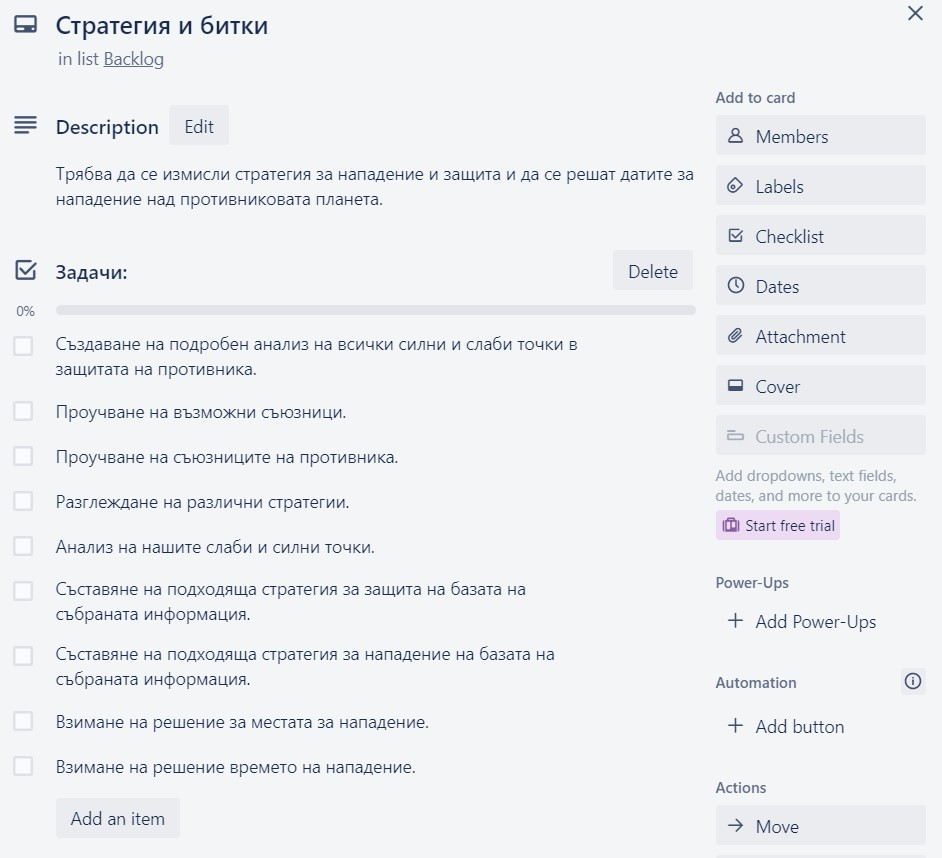 Стратегия и битки
in list Backlog
Description
Edit
Трябва да се измисли стратегия за нападение и защита и да се решат датите за
нападение над противниковата планета.
Задачи:
Delete
0%
Създаване на подробен анализ на всички силни и слаби точки в
защитата на противника.
Проучване на възможни съюзници.
Проучване на съюзниците на противника.
Разглеждане на различни стратегии.
Анализ на нашите слаби и силни точки.
Съставяне на подходяща стратегия за защита на базата на
събраната информация.
Съставяне на подходяща стратегия за нападение на базата на
събраната информация.
Взимане на решение за местата за нападение.
Взимане на решение времето на нападение.
Add an item
Add to card
Members
Labels
Checklist
Dates
Attachment
Cover
Custom Fields
Add dropdowns, text fields,
dates, and more to your cards.
Start free trial
Power-Ups
Add Power-Ups
Automation
Add button
Actions
Move